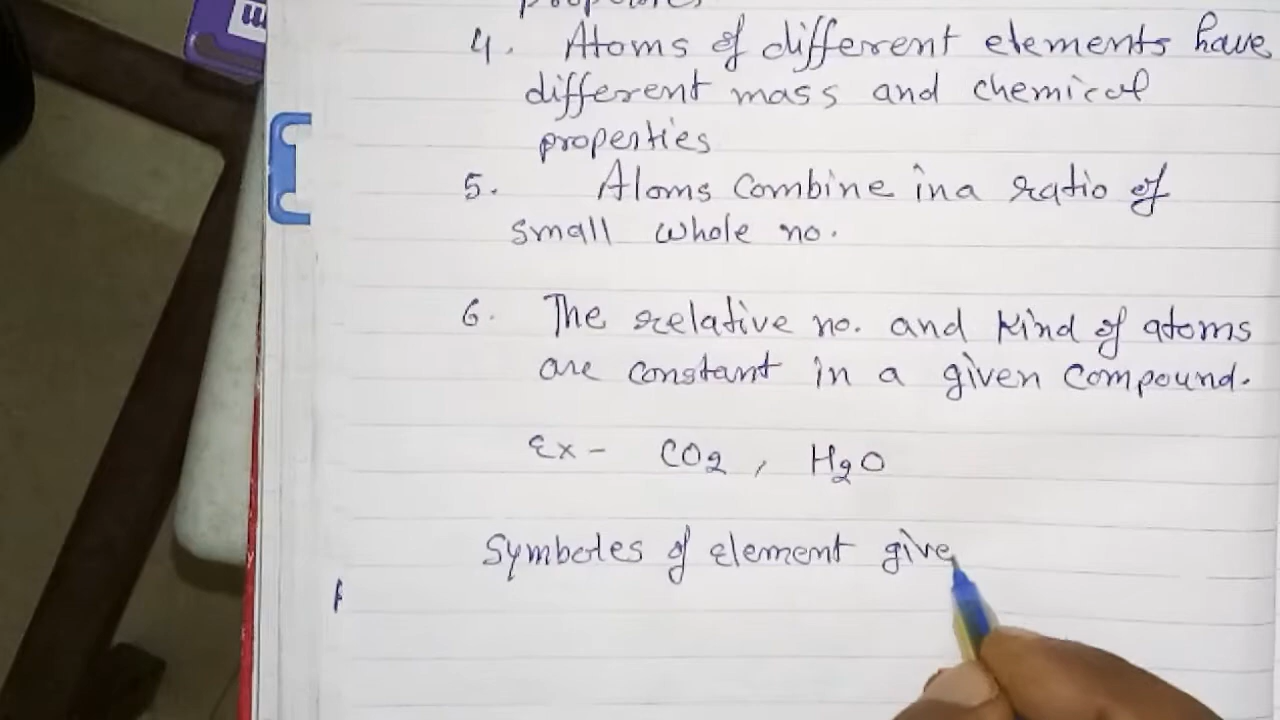 4. Atoms of different elements have
different mass and chemical
properties
5. Atoms combine in a ratio of
small whole no.
6. The relative no. and kind of atoms
are constant in a given compound.
Ex - CO2 , H2O
Symboles of element give